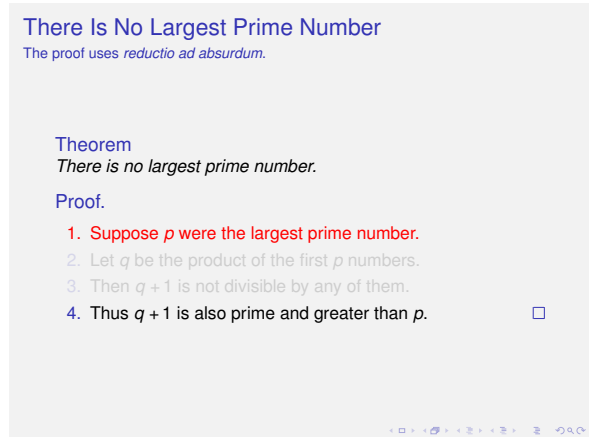 There Is No Largest Prime Number
The proof uses reductio ad absurdum.
Theorem
There is no largest prime number.
Proof.
1. Suppose p were the largest prime number.
2. Let q be the product of the first p numbers.
3. Then q + 1 is not divisible by any of them.
4. Thus q + 1 is also prime and greater than p.